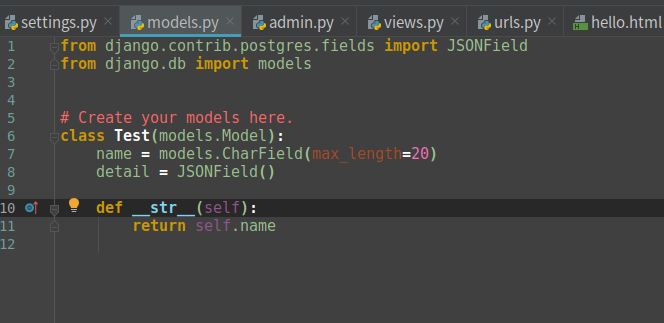 settings.py × models.py × admin.py × views.py × urls.py × hello.html
1 from django.contrib.postgres.fields import JSONField
2 from django.db import models
3
4
5 # Create your models here.
6 class Test(models.Model):
7     name = models.CharField(max_length=20)
8     detail = JSONField()
9
10     def __str__(self):
11         return self.name
12